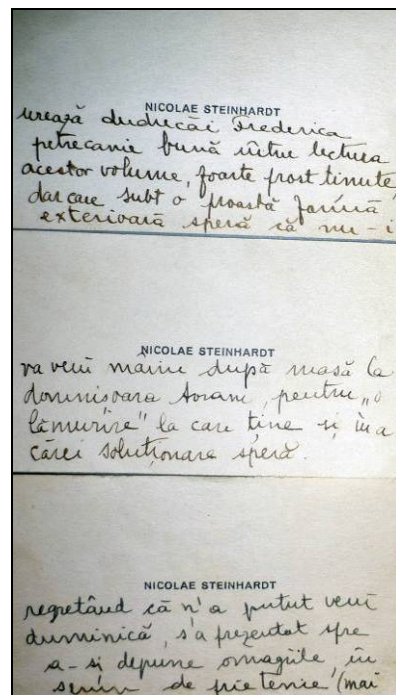 NICOLAE STEINHARDT
urează duducăi Frederica
petrecanie bună întru lectura
acestor volume, foarte prost ținute,
dar care subt o proastă formă
exterioară speră că nu-i
NICOLAE STEINHARDT
va veni mâine după masă la
domnișoara Avram, pentru „o
lămurire" la care ține și în a
cărei soluționare speră.
NICOLAE STEINHARDT
regretând că n'a putut veni
duminică, s'a prezentat spre
a-și depune omagiile, în
semn de prietenie (mai